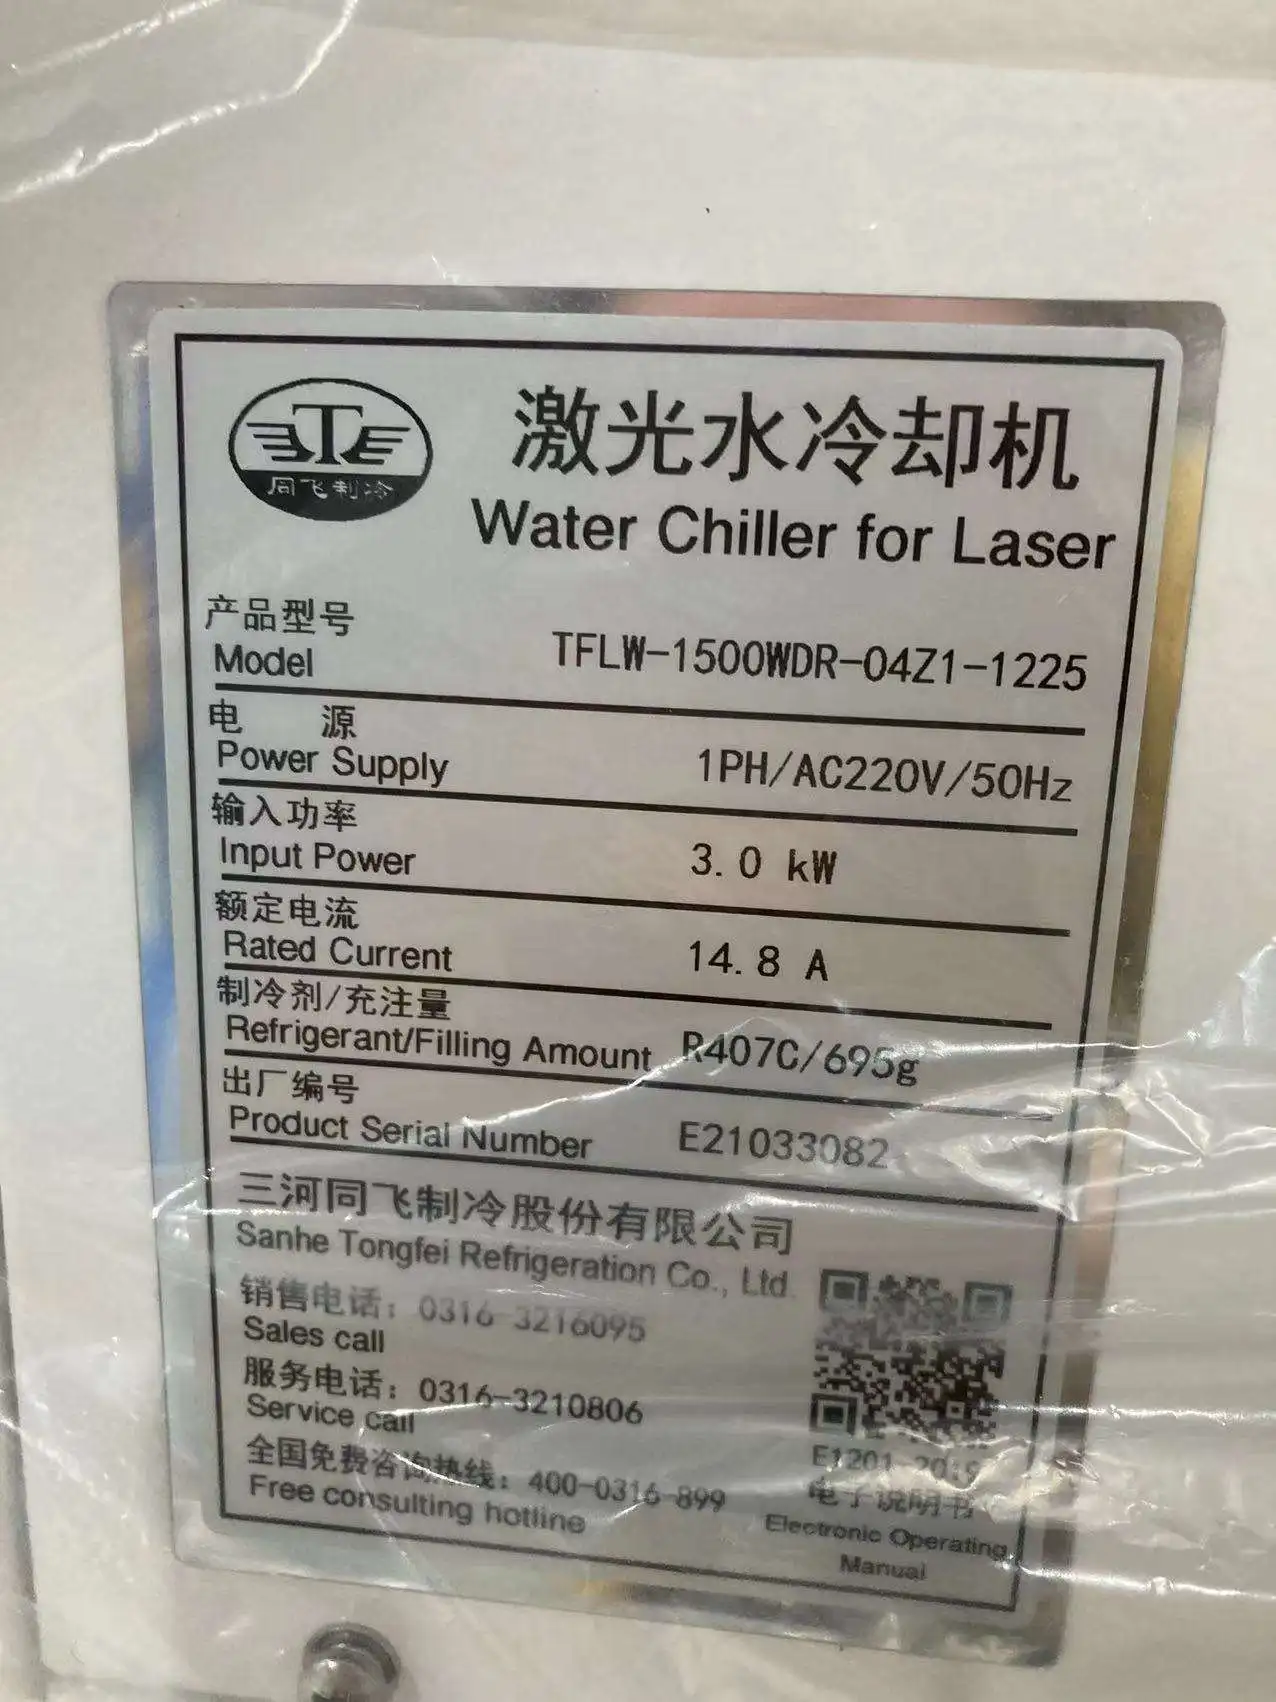 同飞制冷
激光水冷却机
Water Chiller for Laser
产品型号
Model TFLW-1500WDR-04Z1-1225
电 源
Power Supply 1PH/AC220V/50Hz
输入功率
Input Power 3.0 kW
额定电流
Rated Current 14.8 A
制冷剂/充注量
Refrigerant/Filling Amount R407C/695g
出厂编号
Product Serial Number E21033082
三河同飞制冷股份有限公司
Sanhe Tongfei Refrigeration Co., Ltd.
销售电话：0316-3216095
Sales call
服务电话：0316-3210806
Service call
全国免费咨询热线：400-0316-899
Free consulting hotline
电子说明书
Electronic Operating
Manual